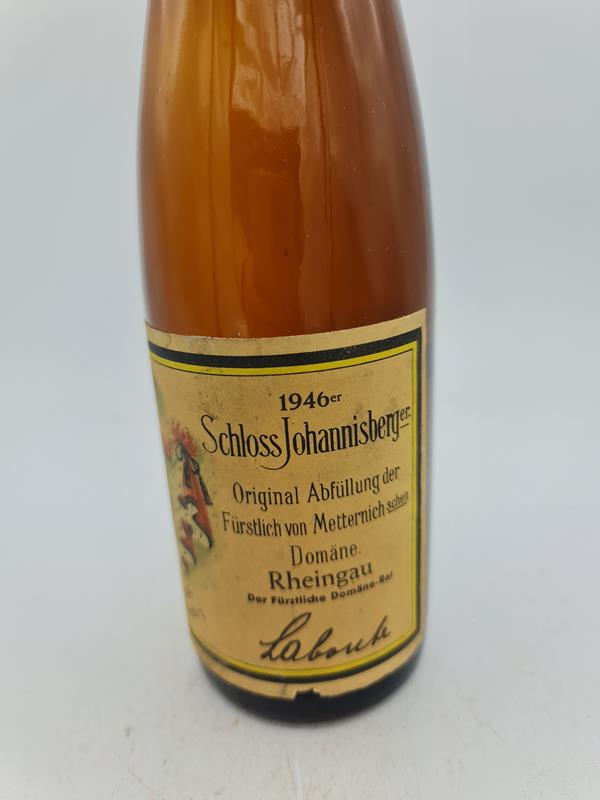 1946er
Schloss Johannisberger.
Original Abfüllung der
Fürstlich von Metternich schen
Domäne.
Rheingau
Der Fürstliche Domäne-Rat
Labonte